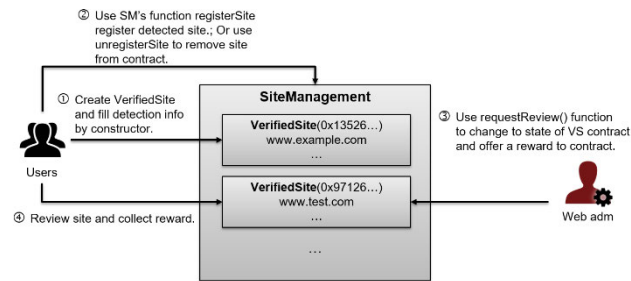 ② Use SM's function registerSite
register detected site.; Or use
unregisterSite to remove site
from contract.
① Create VerifiedSite
and fill detection info
by constructor.
Users
④ Review site and collect reward.
SiteManagement
VerifiedSite(0x13526…)
www.example.com
…
VerifiedSite(0x97126…)
www.test.com
…
…
③ Use requestReview() function
to change to state of VS contract
and offer a reward to contract.
Web adm